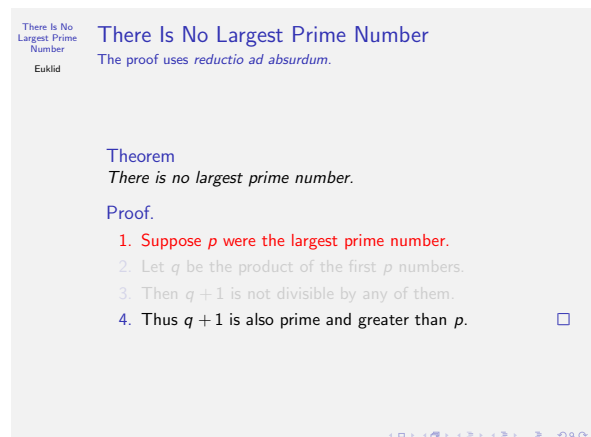 There Is No
Largest Prime
Number
Euklid
There Is No Largest Prime Number
The proof uses reductio ad absurdum.
Theorem
There is no largest prime number.
Proof.
1. Suppose p were the largest prime number.
2. Let q be the product of the first p numbers.
3. Then q + 1 is not divisible by any of them.
4. Thus q + 1 is also prime and greater than p. □